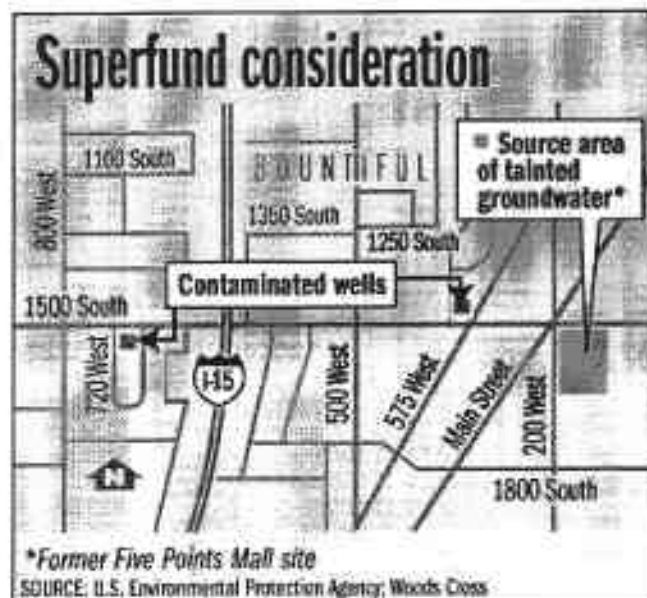 Superfund consideration
1100 South
BOUNTIFUL
Source area
of tainted
groundwater*
800 West
1350 South
1250 South
Contaminated wells
1500 South
720 West
I-15
500 West
575 West
Main Street
200 West
N
1800 South
*Former Five Points Mall site
SOURCE: U.S. Environmental Protection Agency; Woods Cross